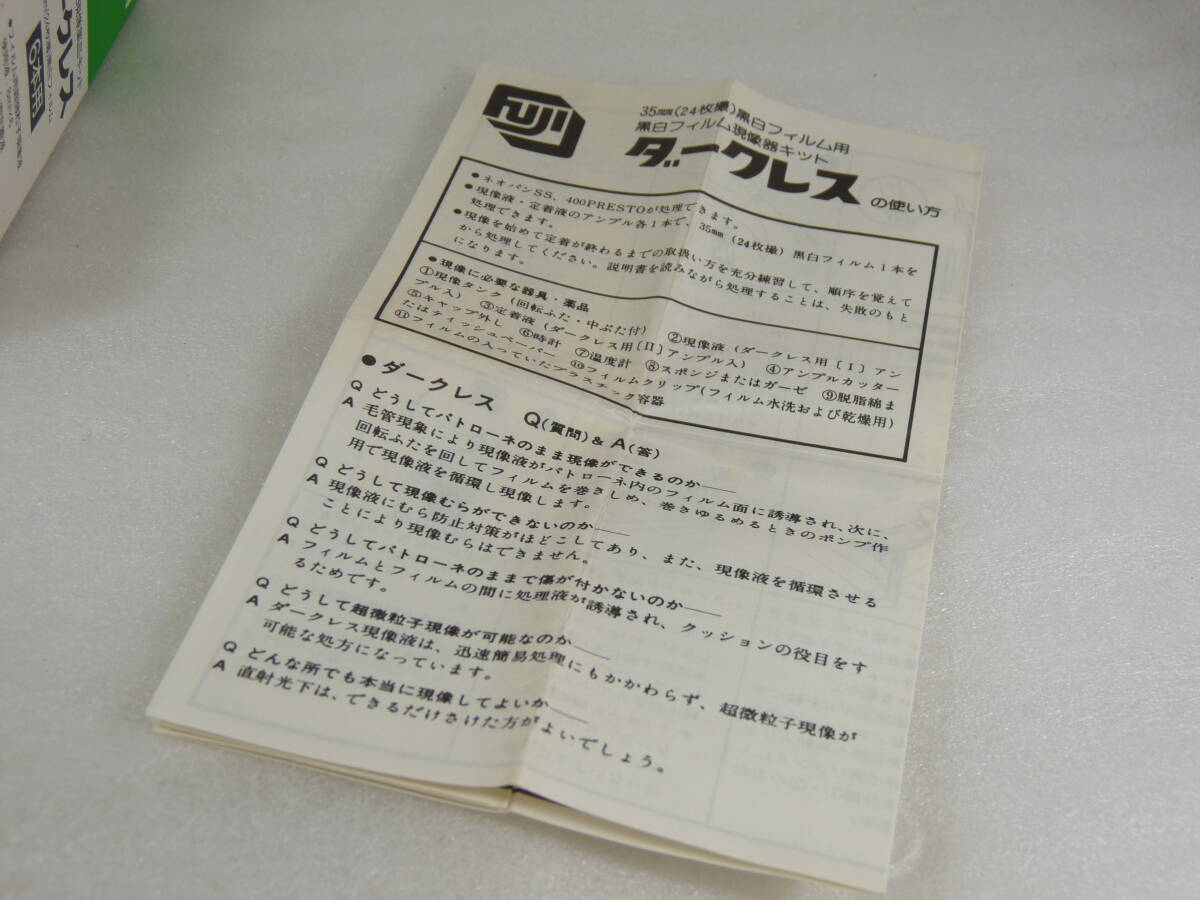 FUJI
35mm(24枚撮)黒白フィルム用
黒白フィルム現像器キット
ダークレスの使い方
●ネオパンSS、400PRESTOが処理できます。
●現像液・定着液のアンプル各1本で、35mm(24枚撮)黒白フィルム1本を
処理できます。
●現像を始めて定着が終わるまでの取扱い方を充分練習して、順序を覚えて
から処理してください。説明書を読みながら処理することは、失敗のもと
になります。
●現像に必要な器具・薬品
①現像タンク(回転ふた・中ぶた付) ②現像液(ダークレス用[I]アン
プル入) ③定着液(ダークレス用[II]アンプル入) ④アンプルカッター
⑤キャップ外し ⑥時計 ⑦温度計 ⑧スポンジまたはガーゼ ⑨脱脂綿ま
たはティッシュペーパー ⑩フィルムクリップ(フィルム水洗および乾燥用)
⑪フィルムの入っていたプラスチック容器
●ダークレス Q(質問)&A(答)
Q どうしてパトローネのまま現像ができるのか——
A 毛管現象により現像液がパトローネ内のフィルム面に誘導され、次に、
回転ふたを回してフィルムを巻きしめ、巻きゆるめるときのポンプ作
用で現像液を循環し現像します。
Q どうして現像むらができないのか——
A 現像液にむら防止対策がほどこしてあり、また、現像液を循環させる
ことにより現像むらはできません。
Q どうしてパトローネのままで傷が付かないのか——
A フィルムとフィルムの間に処理液が誘導され、クッションの役目をす
るためです。
Q どうして超微粒子現像が可能なのか——
A ダークレス現像液は、迅速簡易処理にもかかわらず、超微粒子現像が
可能な処方になっています。
Q どんな所でも本当に現像してよいか——
A 直射光下は、できるだけさけた方がよいでしょう。
ークレス
6本用